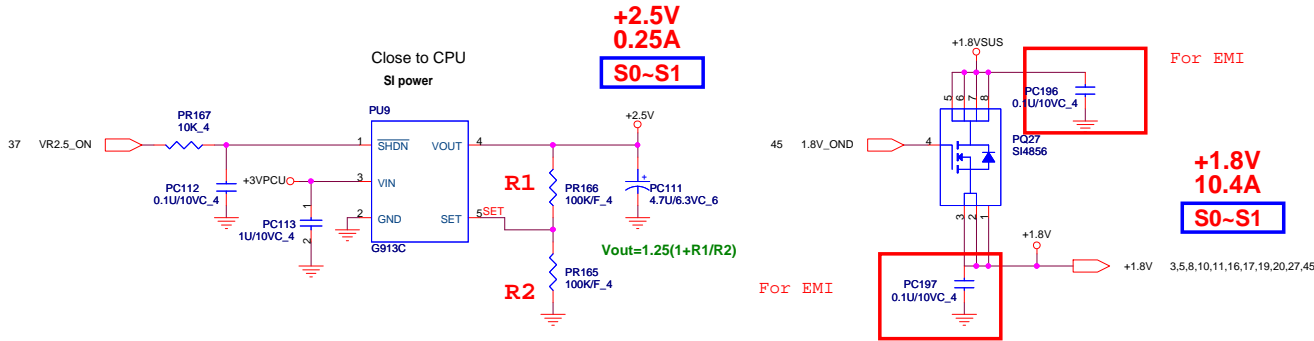 +2.5V
0.25A
S0~S1
Close to CPU
SI power
PU9
PR167
10K_4
37 VR2.5_ON
1
SHDN
VOUT
4
+2.5V
+3VPCU
3
VIN
PC112
0.1U/10VC_4
1
PC113
1U/10VC_4
2
2
GND
SET
5
SET
G913C
R1
PR166
100K/F_4
PC111
4.7U/6.3VC_6
+
Vout=1.25(1+R1/R2)
R2
PR165
100K/F_4
+1.8VSUS
For EMI
5
6
7
8
PC196
0.1U/10VC_4
45 1.8V_OND
4
PQ27
SI4856
3
2
1
+1.8V
10.4A
S0~S1
+1.8V
+1.8V 3,5,8,10,11,16,17,19,20,27,45
For EMI
PC197
0.1U/10VC_4